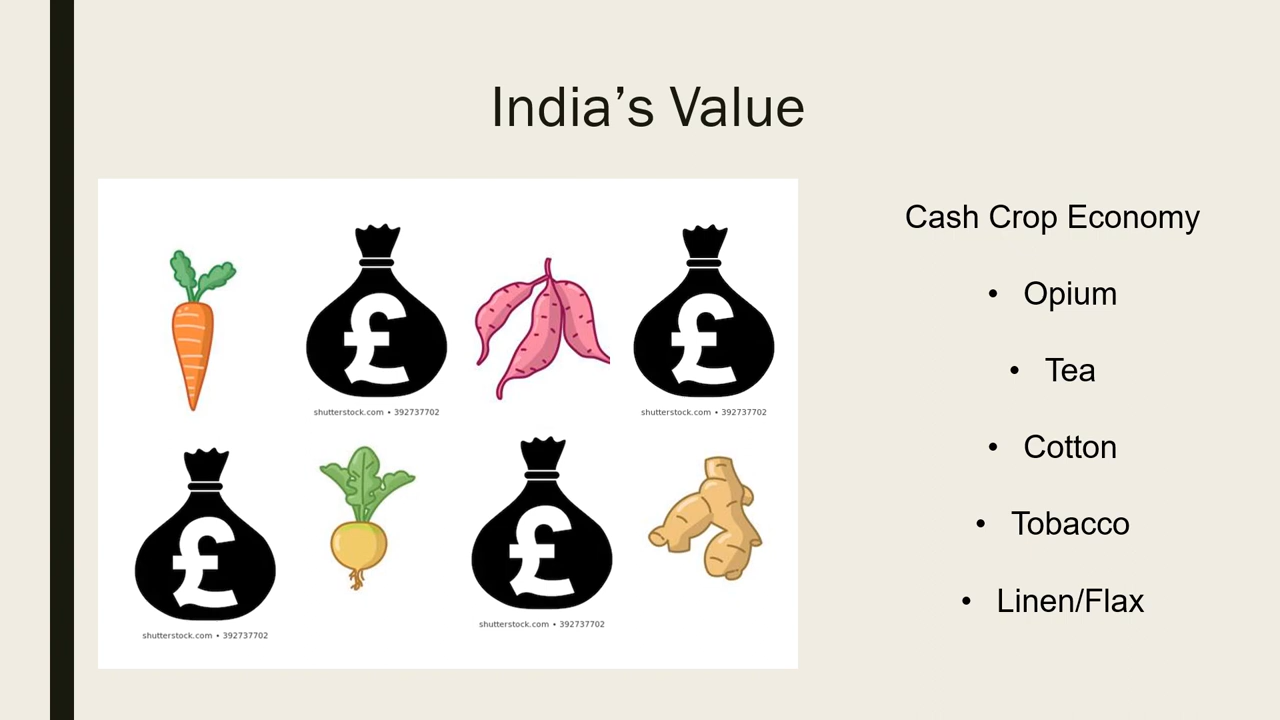 India’s Value
£
£
shutterstock.com • 392737702
shutterstock.com • 392737702
£
£
shutterstock.com • 392737702
shutterstock.com • 392737702
Cash Crop Economy
• Opium
• Tea
• Cotton
• Tobacco
• Linen/Flax